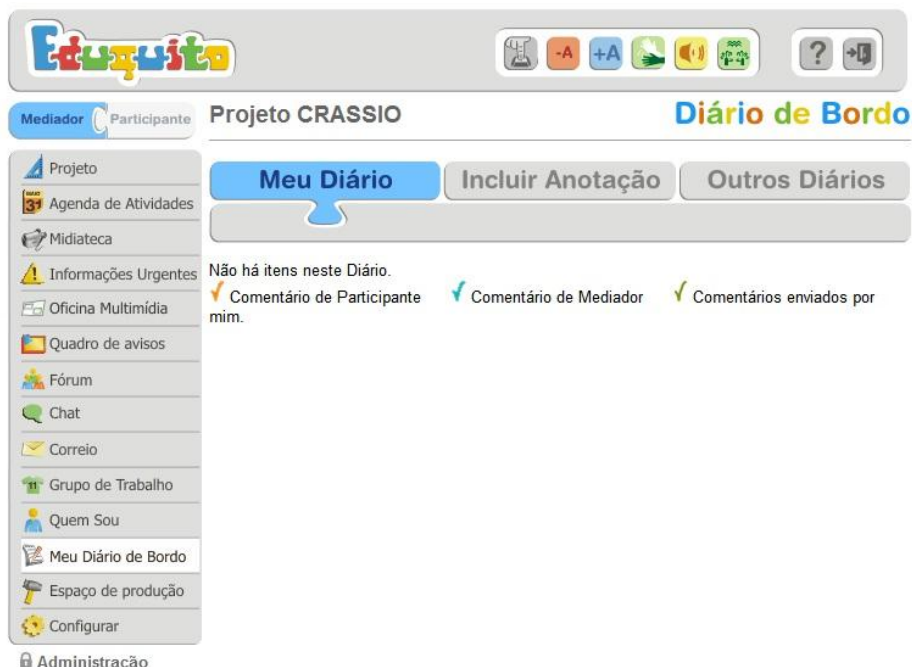 Eduquito
-A +A ?
Mediador Participante
Projeto CRASSIO
Diário de Bordo
Meu Diário
Incluir Anotação
Outros Diários
Projeto
31 Agenda de Atividades
Midiateca
Informações Urgentes
Oficina Multimídia
Quadro de avisos
Fórum
Chat
Correio
11 Grupo de Trabalho
Quem Sou
Meu Diário de Bordo
Espaço de produção
Configurar
Administração
Não há itens neste Diário.
Comentário de Participante Comentário de Mediador Comentários enviados por
mim.